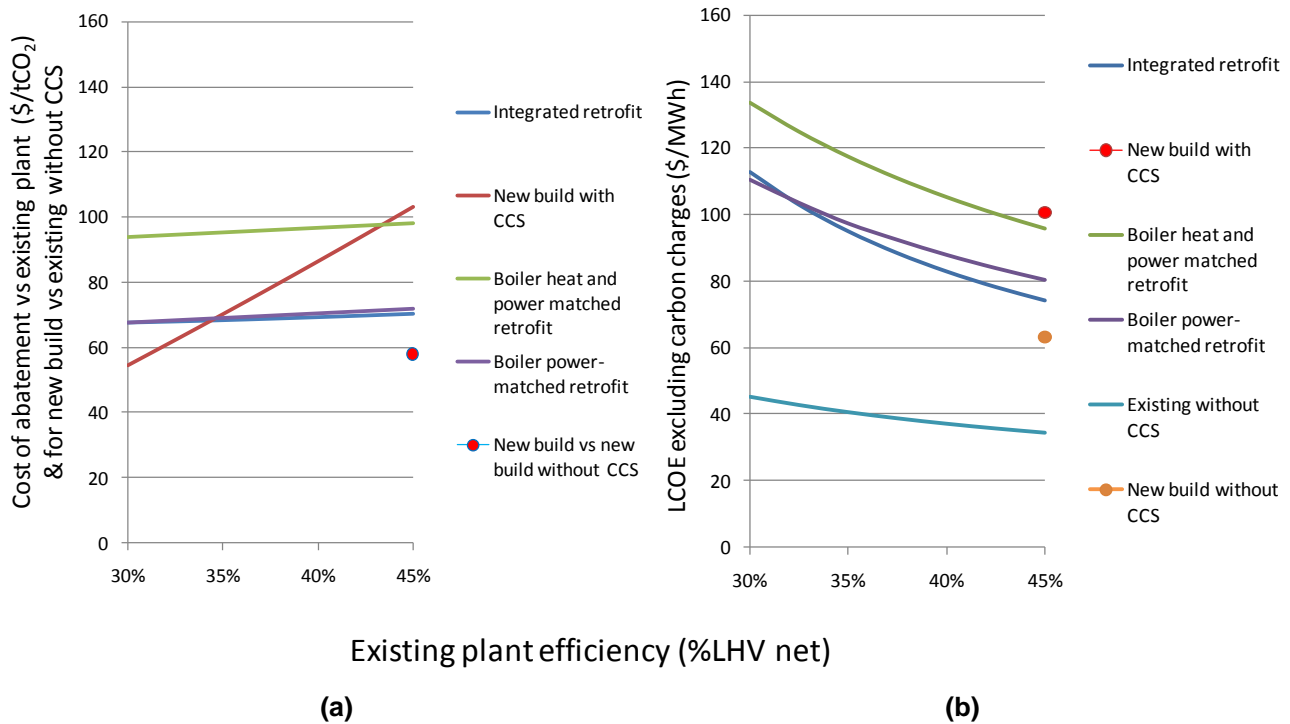 Cost of abatement vs existing plant ($/tCO₂)
& for new build vs existing without CCS
160
140
120
100
80
60
40
20
0
30%
35%
40%
45%
Integrated retrofit
New build with
CCS
Boiler heat and
power matched
retrofit
Boiler power-
matched retrofit
New build vs new
build without CCS
LCOE excluding carbon charges ($/MWh)
160
140
120
100
80
60
40
20
0
30%
35%
40%
45%
Integrated retrofit
New build with
CCS
Boiler heat and
power matched
retrofit
Boiler power-
matched retrofit
Existing without
CCS
New build without
CCS
Existing plant efficiency (%LHV net)
(a)
(b)